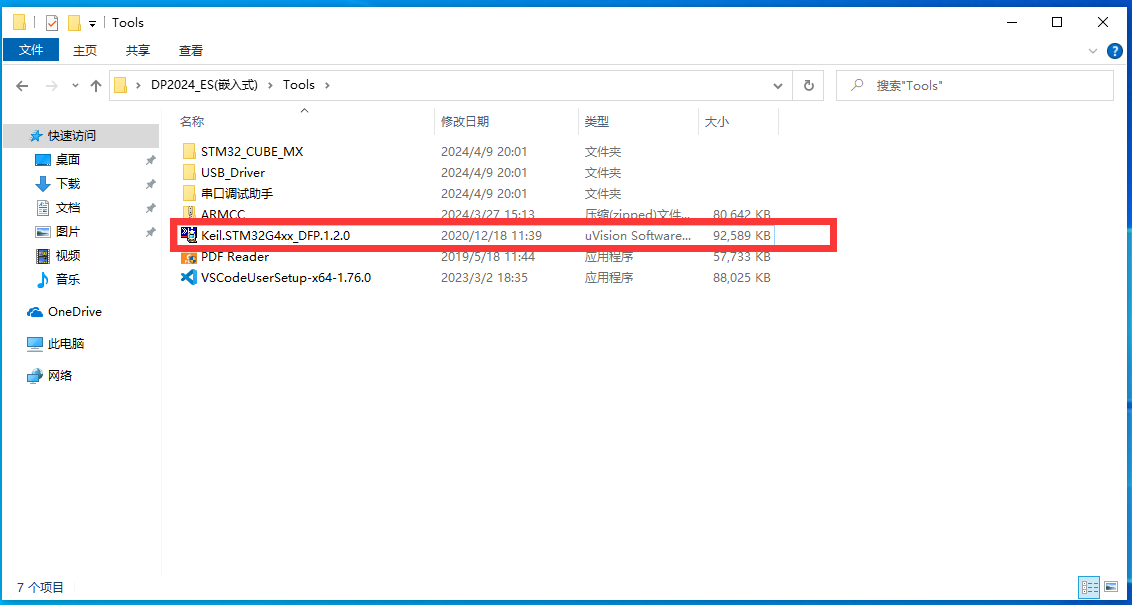 Tools
文件 主页 共享 查看
DP2024_ES(嵌入式) Tools 搜索"Tools"
名称 修改日期 类型 大小
快速访问
桌面
下载
文档
图片
视频
音乐
OneDrive
此电脑
网络
STM32_CUBE_MX 2024/4/9 20:01 文件夹
USB_Driver 2024/4/9 20:01 文件夹
串口调试助手 2024/4/9 20:01 文件夹
ARMCC 2024/3/27 15:13 压缩(zipped)文件... 80,642 KB
Keil.STM32G4xx_DFP.1.2.0 2020/12/18 11:39 uVision Software... 92,589 KB
PDF Reader 2019/5/18 11:44 应用程序 57,733 KB
VSCodeUserSetup-x64-1.76.0 2023/3/2 18:35 应用程序 88,025 KB
7 个项目